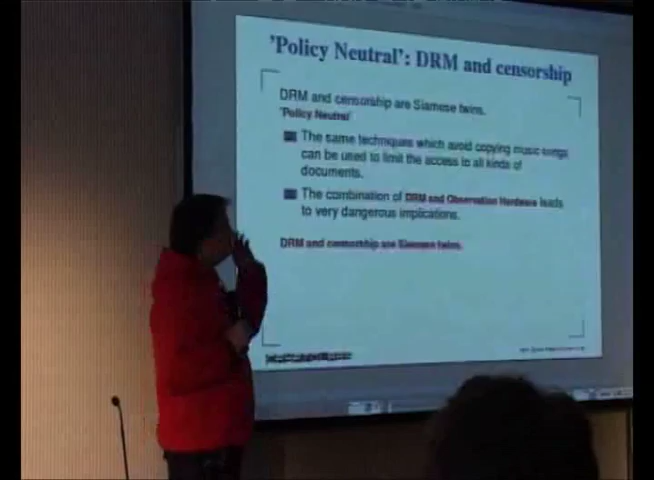 'Policy Neutral': DRM and censorship
DRM and censorship are Siamese twins.
'Policy Neutral'
The same techniques which avoid copying music songs
can be used to limit the access to all kinds of
documents.
The combination of DRM and Observation Hardware leads
to very dangerous implications.
DRM and censorship are Siamese twins.